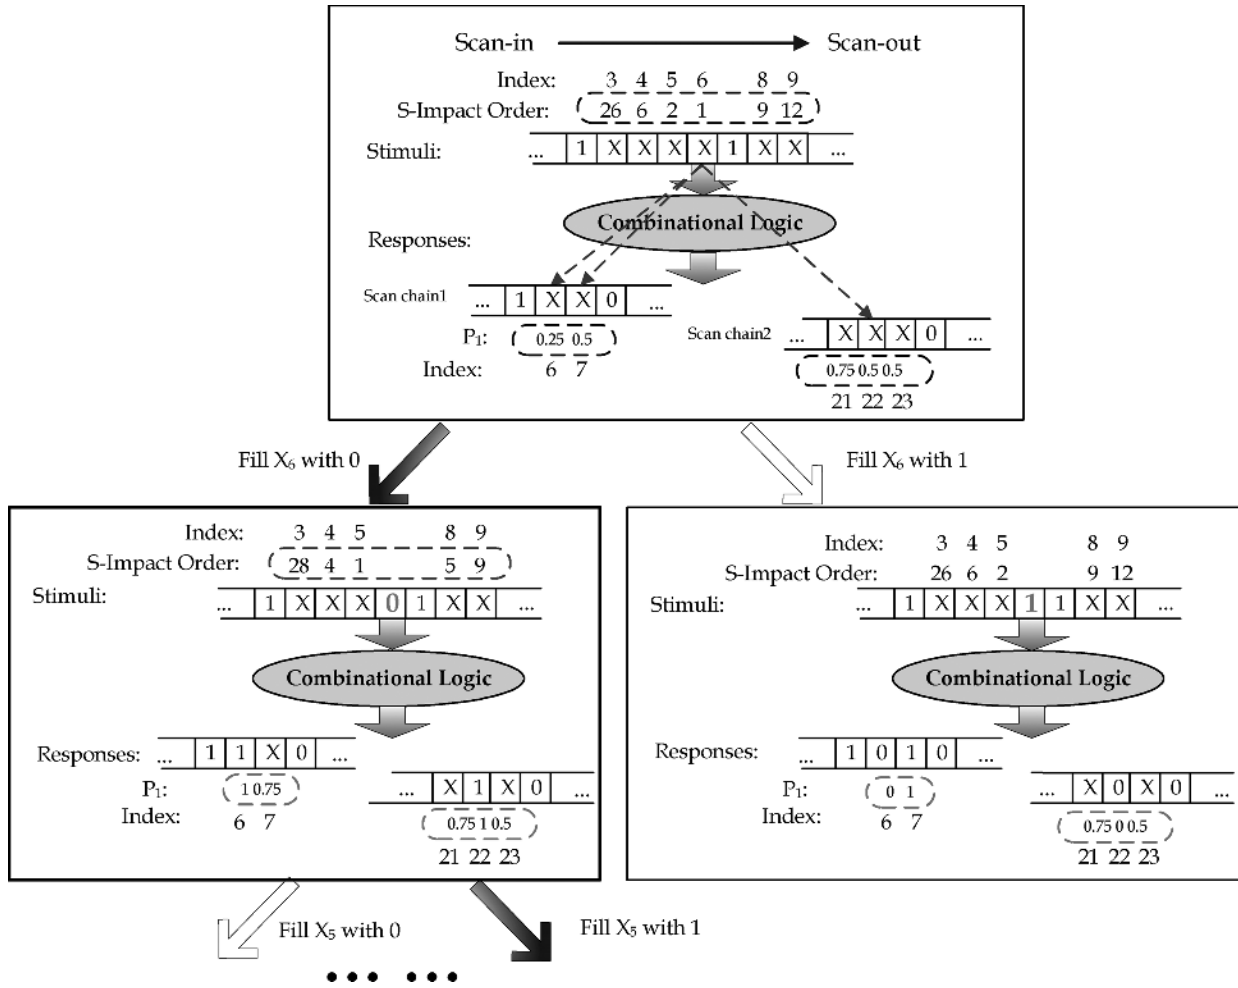 Scan-in Scan-out
Index: 3 4 5 6 8 9
S-Impact Order: 26 6 2 1 9 12
Stimuli: ... 1 X X X X 1 X X ...
Combinational Logic
Responses:
Scan chain1 ... 1 X X 0 ...
P1: 0.25 0.5
Index: 6 7
Scan chain2 ... X X X 0 ...
0.75 0.5 0.5
21 22 23
Fill X6 with 0
Fill X6 with 1
Index: 3 4 5 8 9
S-Impact Order: 28 4 1 5 9
Stimuli: ... 1 X X X 0 1 X X ...
Combinational Logic
Responses: ... 1 1 X 0 ...
P1: 1 0.75
Index: 6 7
... X 1 X 0 ...
0.75 1 0.5
21 22 23
Index: 3 4 5 8 9
S-Impact Order: 26 6 2 9 12
Stimuli: ... 1 X X X 1 1 X X ...
Combinational Logic
Responses: ... 1 0 1 0 ...
P1: 0 1
Index: 6 7
... X 0 X 0 ...
0.75 0 0.5
21 22 23
Fill X5 with 0
Fill X5 with 1
... ...